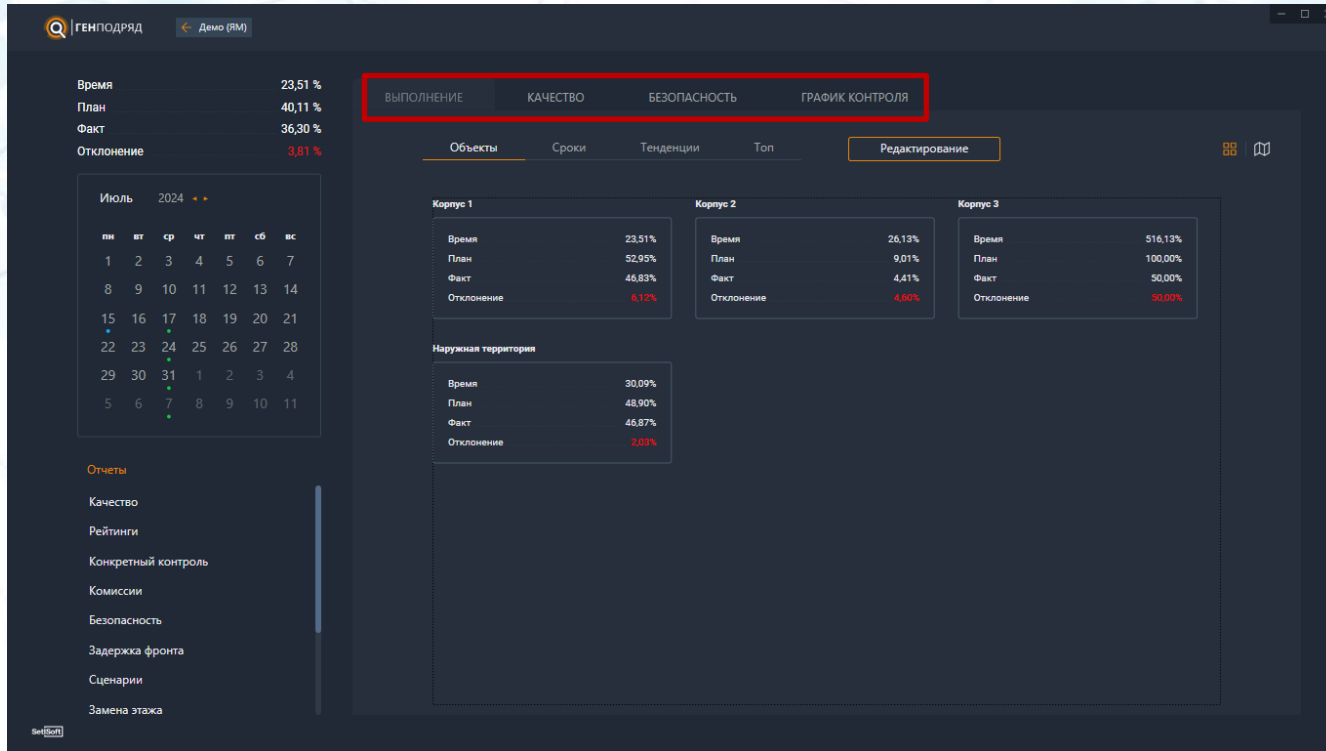 ГЕНПОДРЯД
Демо (ЯМ)
Время 23,51 %
План 40,11 %
Факт 36,30 %
Отклонение 3,81 %
Июль 2024
пн вт ср чт пт сб вс
1 2 3 4 5 6 7
8 9 10 11 12 13 14
15 16 17 18 19 20 21
22 23 24 25 26 27 28
29 30 31 1 2 3 4
5 6 7 8 9 10 11
Отчеты
Качество
Рейтинги
Конкретный контроль
Комиссии
Безопасность
Задержка фронта
Сценарии
Замена этажа
SetlSoft
ВЫПОЛНЕНИЕ КАЧЕСТВО БЕЗОПАСНОСТЬ ГРАФИК КОНТРОЛЯ
Объекты Сроки Тенденции Топ Редактирование
Корпус 1
Время 23,51%
План 52,95%
Факт 46,83%
Отклонение 6,12%
Корпус 2
Время 26,13%
План 9,01%
Факт 4,41%
Отклонение 4,60%
Корпус 3
Время 516,13%
План 100,00%
Факт 50,00%
Отклонение 50,00%
Наружная территория
Время 30,09%
План 48,90%
Факт 46,87%
Отклонение 2,03%